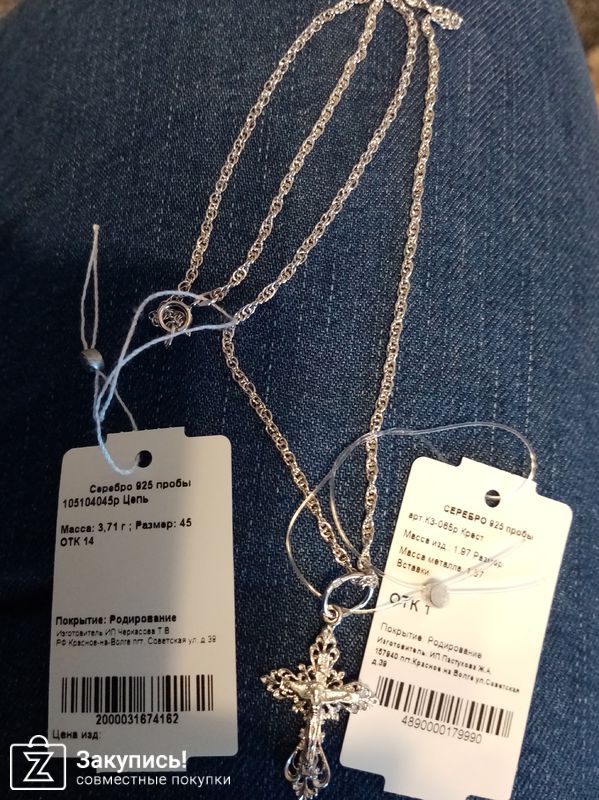 Серебро 925 пробы
105104045р Цепь
Масса: 3,71 г ; Размер: 45
ОТК 14
Покрытие: Родирование
Изготовитель ИП Черкасова Т В
РФ Красное-на-Волге пгт, Советская ул, д 39
2000031674162
Цена изд:
СЕРЕБРО 925 пробы
арт.КЗ-065р Крест
Масса изд.: 1.97 Размер
Масса металла: 1.97
Вставки
ОТК 1
Покрытие: Родирование
Изготовитель: ИП Пастухова Ж.А.
157940 пгт.Красное-на-Волге ул.Советская
д.39
4890000179990
Закупись!
совместные покупки